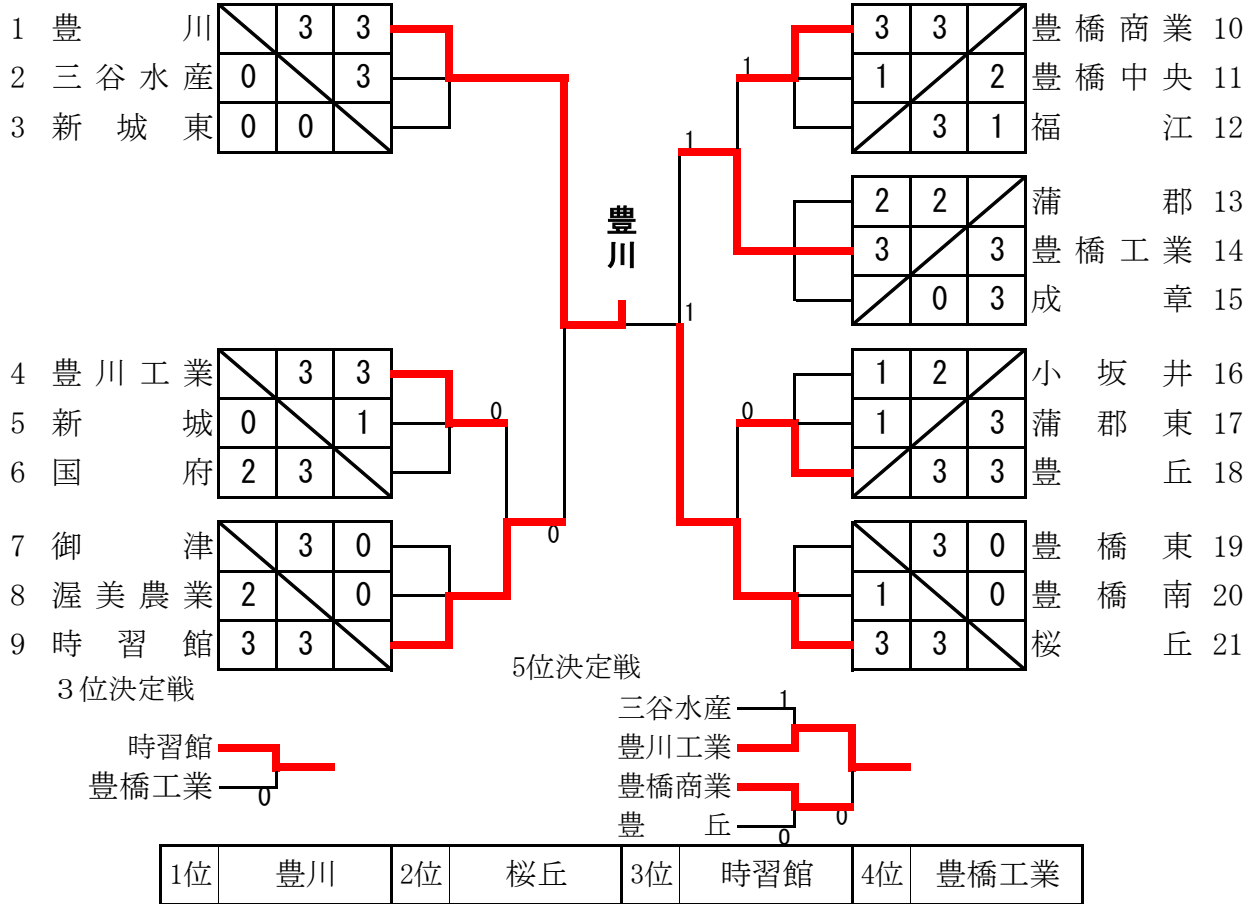 1 豊川 3 3
2 三谷水産 0 3
3 新城東 0 0
3 3 豊橋商業 10
1 2 豊橋中央 11
3 1 福江 12
1
1
2 2 蒲郡 13
3 3 豊橋工業 14
0 3 成章 15
豊川
1
4 豊川工業 3 3
5 新城 0 1
6 国府 2 3
0
0
1 2 小坂井 16
1 3 蒲郡東 17
3 3 豊丘 18
0
7 御津 3 0
8 渥美農業 2 0
9 時習館 3 3
3 0 豊橋東 19
1 0 豊橋南 20
3 3 桜丘 21
3位決定戦
時習館
豊橋工業 0
5位決定戦
三谷水産 1
豊川工業
豊橋商業 0
豊丘 0
1位 豊川 2位 桜丘 3位 時習館 4位 豊橋工業